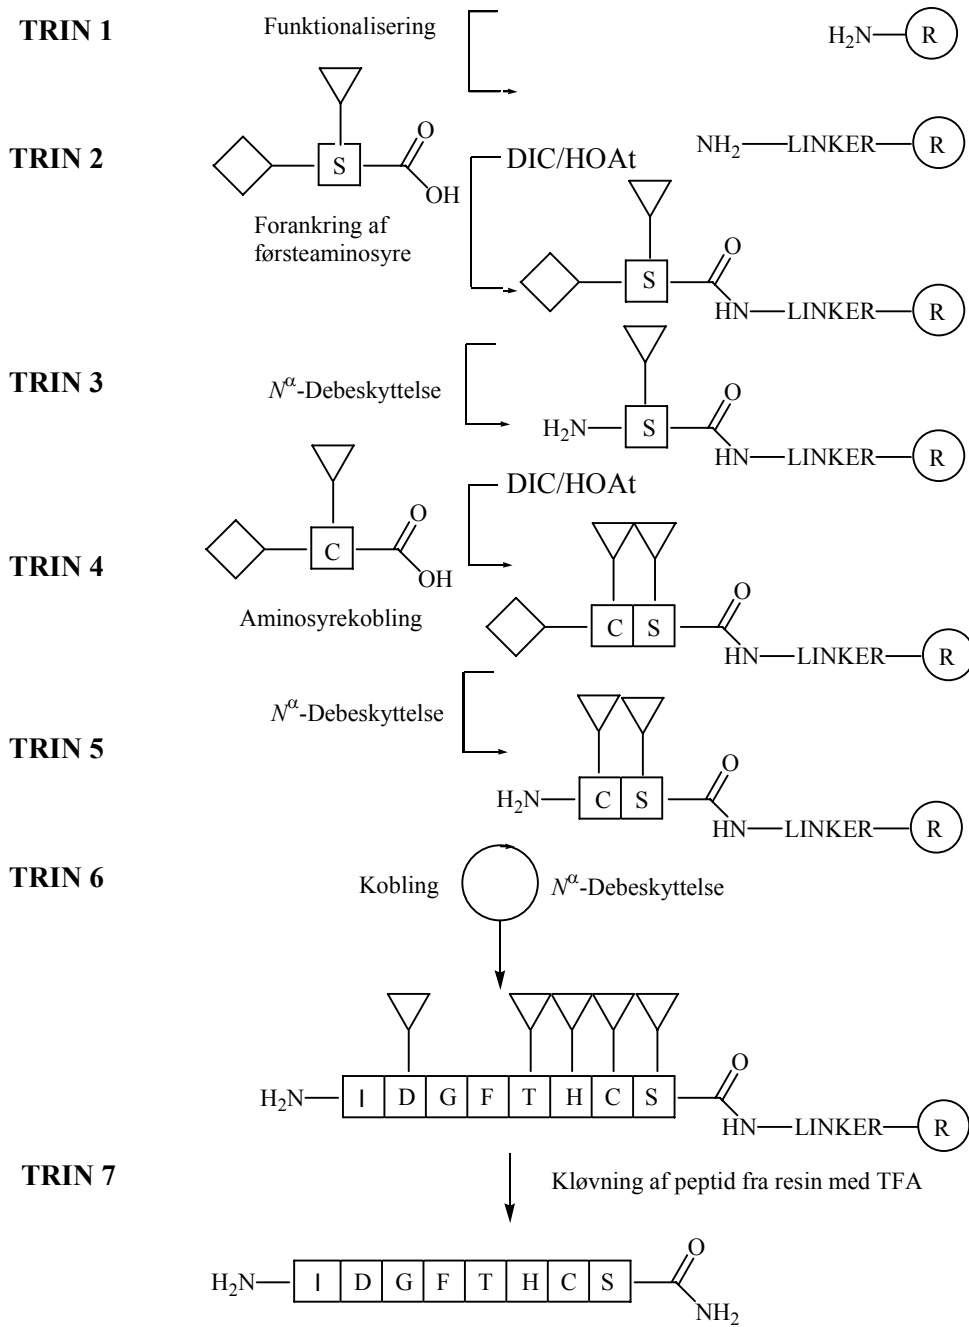 TRIN 1
Funktionalisering
H₂N R
TRIN 2
S O OH
DIC/HOAt
NH₂ LINKER R
Forankring af
førsteaminosyre
S O
HN LINKER R
TRIN 3
Nα-Debeskyttelse
H₂N S O
HN LINKER R
DIC/HOAt
C O OH
TRIN 4
Aminosyrekobling
C S O
HN LINKER R
Nα-Debeskyttelse
TRIN 5
H₂N C S O
HN LINKER R
TRIN 6
Kobling Nα-Debeskyttelse
H₂N I D G F T H C S O
HN LINKER R
TRIN 7
Kløvning af peptid fra resin med TFA
H₂N I D G F T H C S O
NH₂